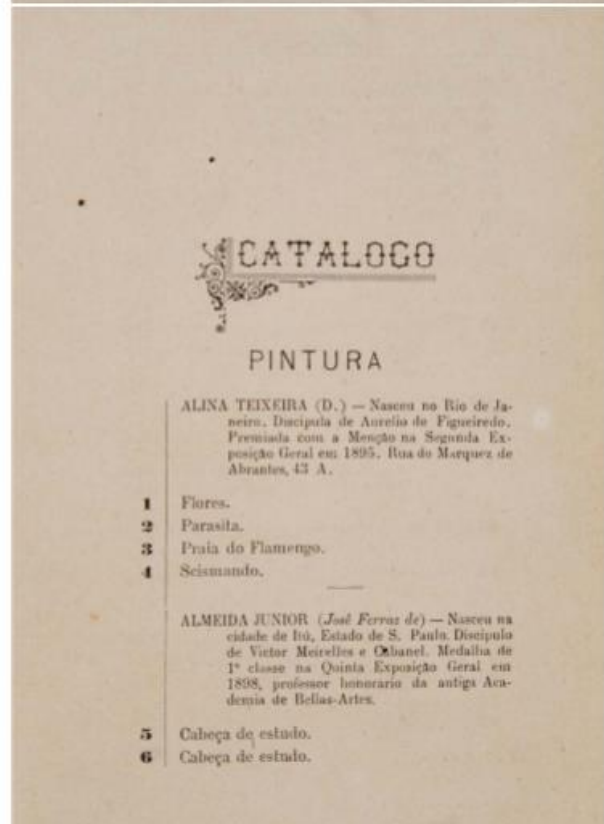 CATALOGO
PINTURA
ALINA TEIXEIRA (D.) — Nasceu no Rio de Ja-
neiro. Discipula de Aurelio de Figueiredo.
Premiada com a Menção na Segunda Ex-
posição Geral em 1895. Rua do Marquez de
Abrantes, 43 A.
1 Flores.
2 Parasita.
3 Praia do Flamengo.
4 Scismando.
ALMEIDA JUNIOR (José Ferraz de) — Nasceu na
cidade de Itú, Estado de S. Paulo. Discipulo
de Victor Meirelles e Cabanel. Medalha de
1ª classe na Quinta Exposição Geral em
1898, professor honorario da antiga Aca-
demia de Bellas-Artes.
5 Cabeça de estudo.
6 Cabeça de estudo.